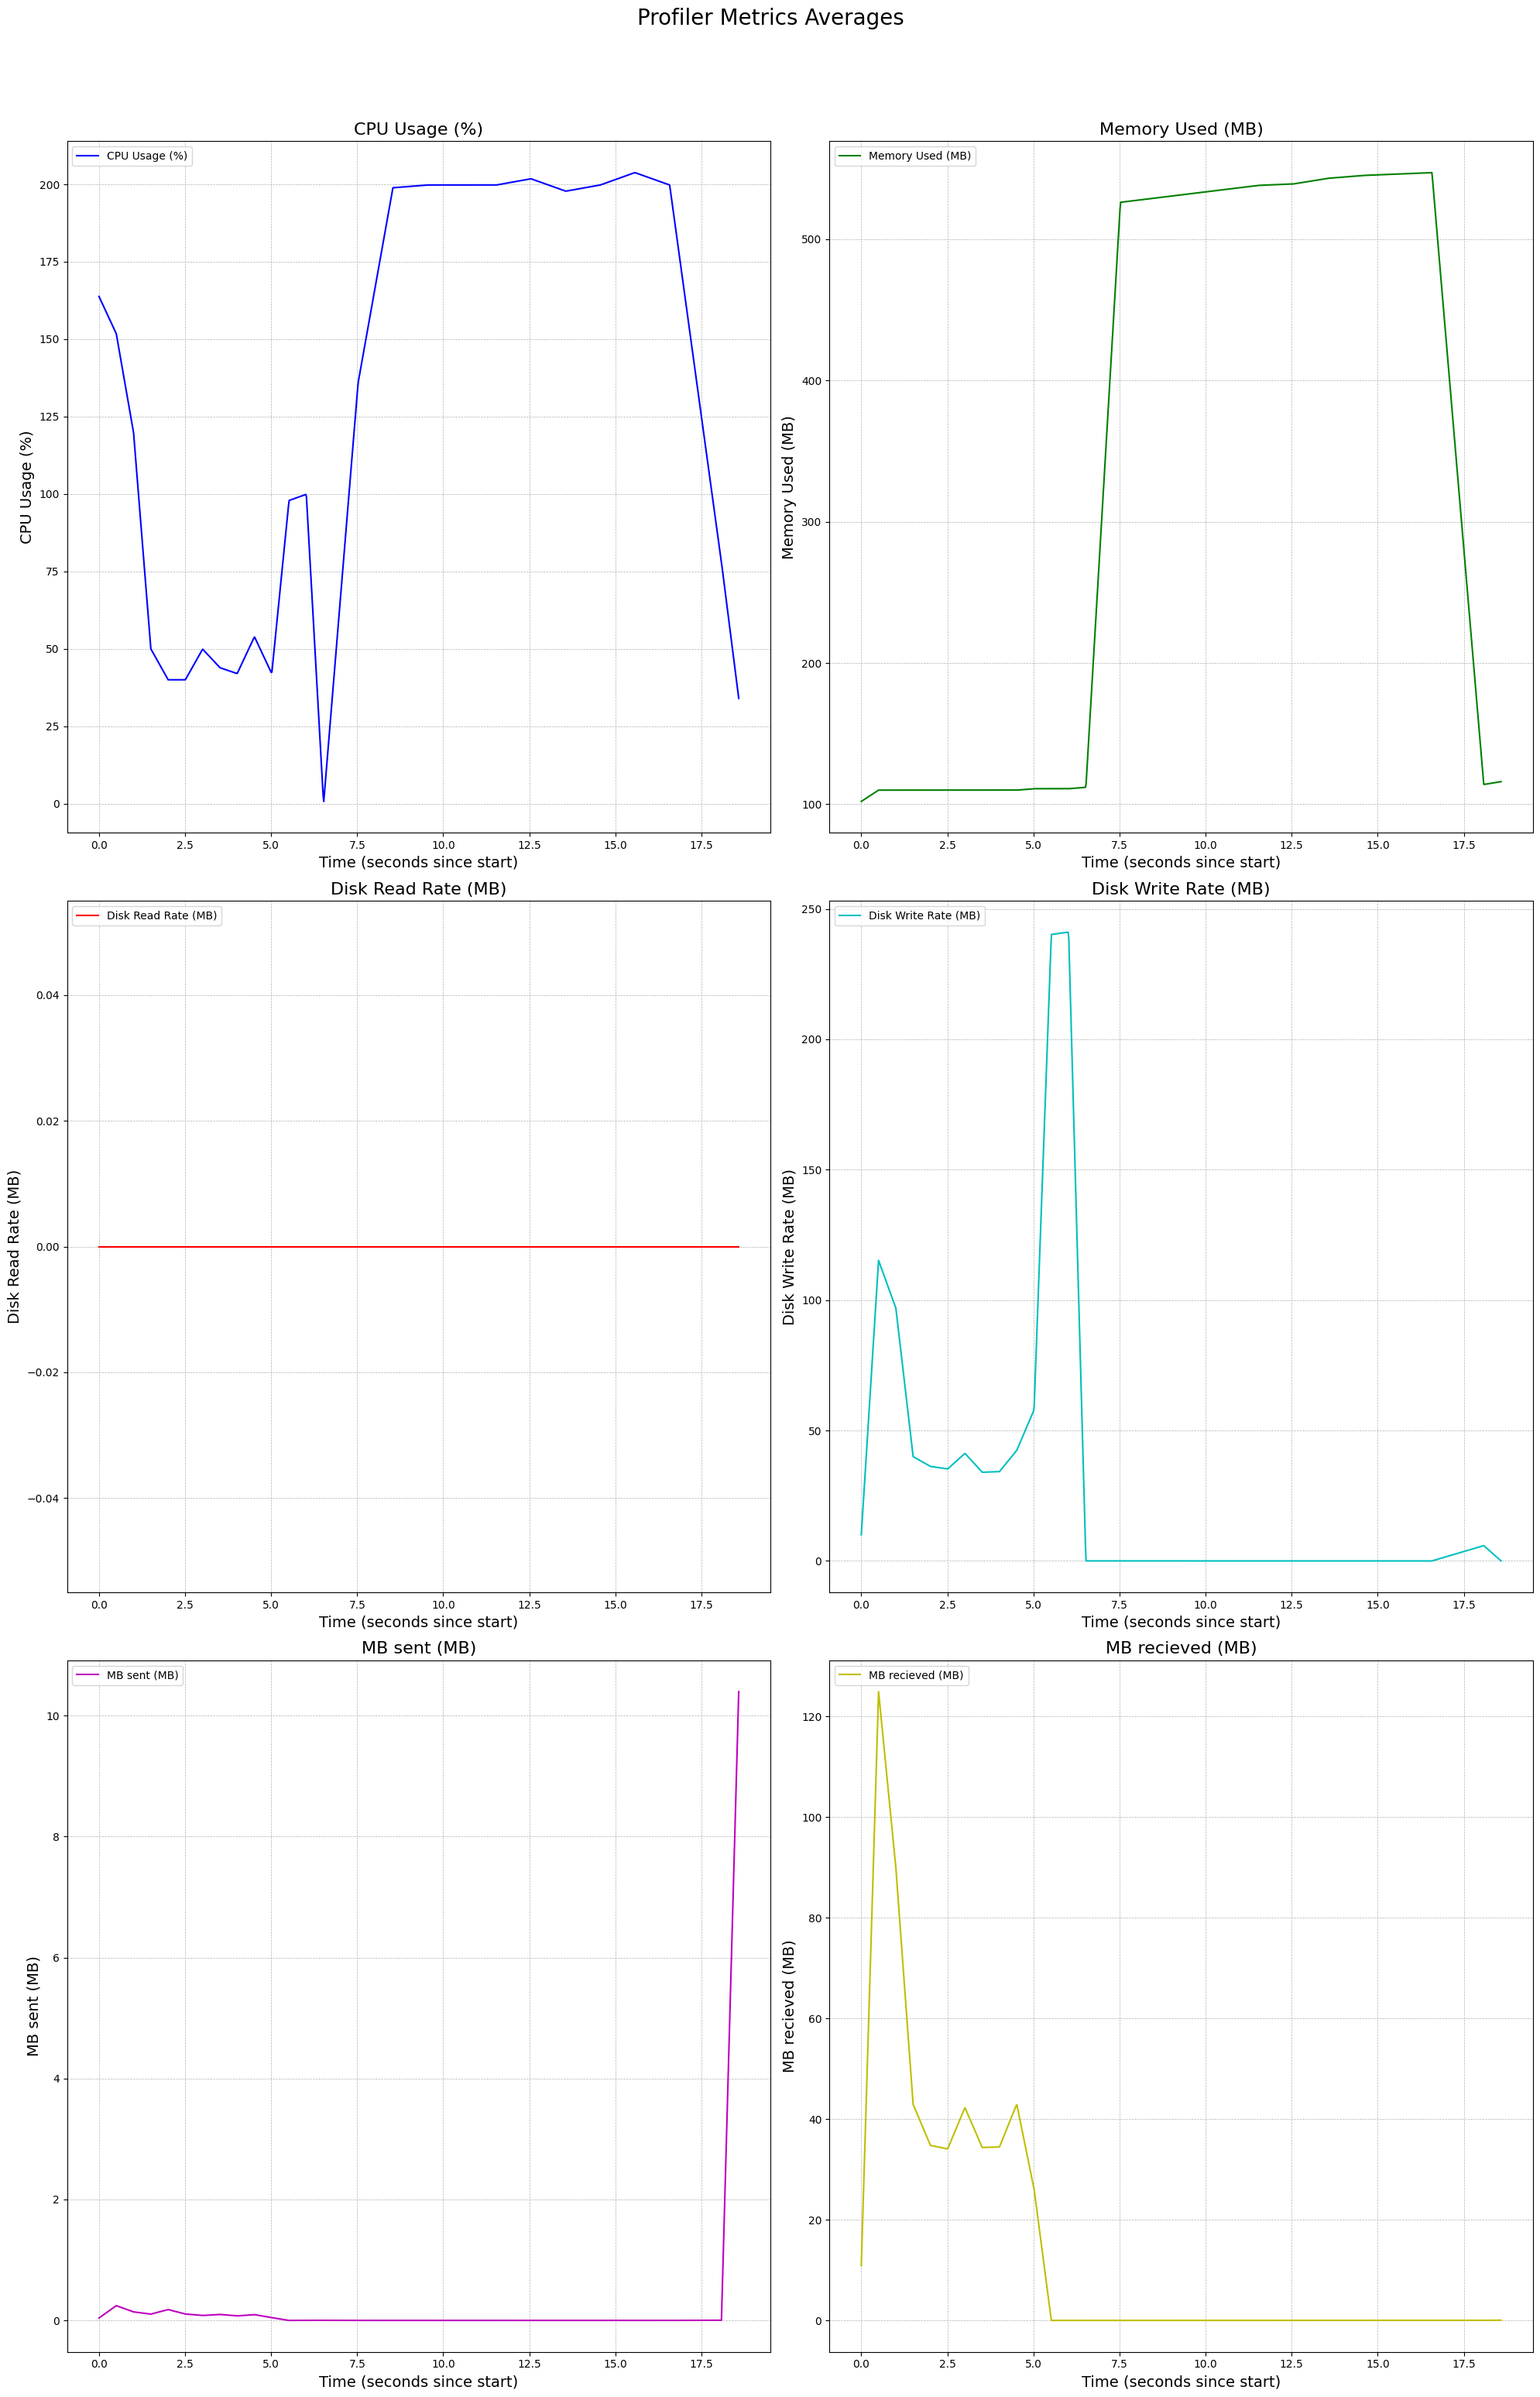 Profiler Metrics Averages
CPU Usage (%)
CPU Usage (%)
200
175
150
125
100
75
50
25
0
CPU Usage (%)
0.0 2.5 5.0 7.5 10.0 12.5 15.0 17.5
Time (seconds since start)
Memory Used (MB)
Memory Used (MB)
500
400
300
200
100
Memory Used (MB)
0.0 2.5 5.0 7.5 10.0 12.5 15.0 17.5
Time (seconds since start)
Disk Read Rate (MB)
Disk Read Rate (MB)
0.04
0.02
0.00
−0.02
−0.04
Disk Read Rate (MB)
0.0 2.5 5.0 7.5 10.0 12.5 15.0 17.5
Time (seconds since start)
Disk Write Rate (MB)
Disk Write Rate (MB)
250
200
150
100
50
0
Disk Write Rate (MB)
0.0 2.5 5.0 7.5 10.0 12.5 15.0 17.5
Time (seconds since start)
MB sent (MB)
MB sent (MB)
10
8
6
4
2
0
MB sent (MB)
0.0 2.5 5.0 7.5 10.0 12.5 15.0 17.5
Time (seconds since start)
MB recieved (MB)
MB recieved (MB)
120
100
80
60
40
20
0
MB recieved (MB)
0.0 2.5 5.0 7.5 10.0 12.5 15.0 17.5
Time (seconds since start)